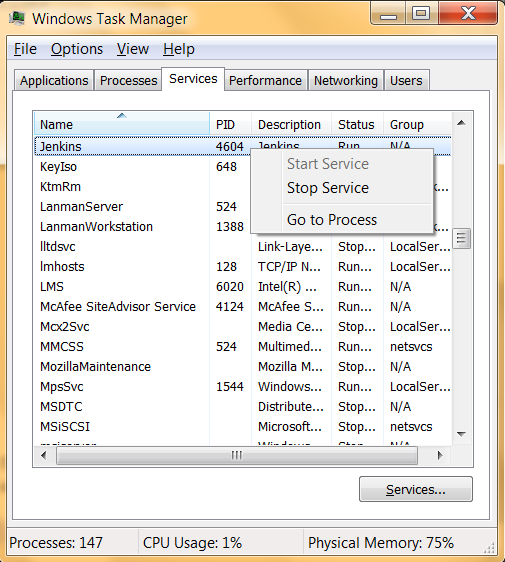 Windows Task Manager
File Options View Help
Applications Processes Services Performance Networking Users
Name PID Description Status Group
Jenkins 4604 Jenkins Run... N/A
KeyIso 648
KtmRm
LanmanServer 524
LanmanWorkstation 1388
Start Service
Stop Service
Go to Process
lltdsvc Link-Laye... Stop... LocalSer...
lmhosts 128 TCP/IP N... Run... LocalSer...
LMS 6020 Intel(R) ... Run... N/A
McAfee SiteAdvisor Service 4124 McAfee S... Run... N/A
Mcx2Svc Media Ce... Stop... LocalSer...
MMCSS 524 Multimed... Run... netsvcs
MozillaMaintenance Mozilla M... Stop... N/A
MpsSvc 1544 Windows... Run... LocalSer...
MSDTC Distribute... Stop... N/A
MSiSCSI Microsoft... Stop... netsvcs
msiserver Windows... Stop... N/A
Services...
Processes: 147 CPU Usage: 1% Physical Memory: 75%